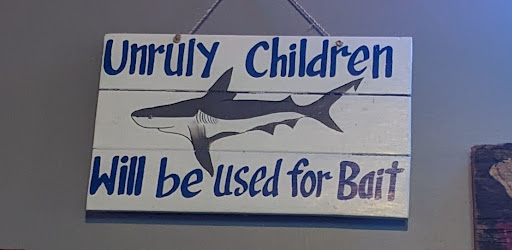 Unruly Children
Will be used for Bait